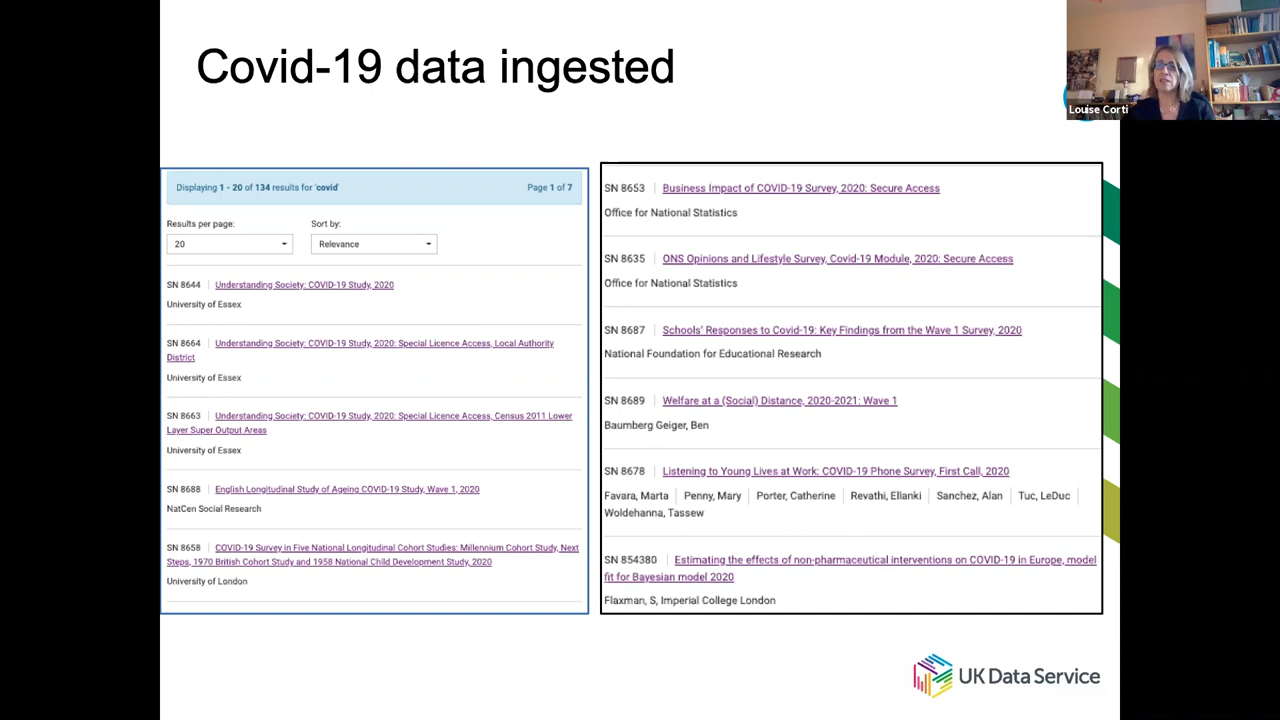 Covid-19 data ingested
Louise Corti
Displaying 1 - 20 of 134 results for 'covid'
Page 1 of 7
Results per page:
Sort by:
20
Relevance
SN 8644 Understanding Society: COVID-19 Study, 2020
University of Essex
SN 8664 Understanding Society: COVID-19 Study, 2020: Special Licence Access, Local Authority
District
University of Essex
SN 8663 Understanding Society: COVID-19 Study, 2020: Special Licence Access, Census 2011 Lower
Layer Super Output Areas
University of Essex
SN 8688 English Longitudinal Study of Ageing COVID-19 Study, Wave 1, 2020
NatCen Social Research
SN 8658 COVID-19 Survey in Five National Longitudinal Cohort Studies: Millennium Cohort Study, Next
Steps, 1970 British Cohort Study and 1958 National Child Development Study, 2020
University of London
SN 8653 Business Impact of COVID-19 Survey, 2020: Secure Access
Office for National Statistics
SN 8635 ONS Opinions and Lifestyle Survey, Covid-19 Module, 2020: Secure Access
Office for National Statistics
SN 8687 Schools' Responses to Covid-19: Key Findings from the Wave 1 Survey, 2020
National Foundation for Educational Research
SN 8689 Welfare at a (Social) Distance, 2020-2021: Wave 1
Baumberg Geiger, Ben
SN 8678 Listening to Young Lives at Work: COVID-19 Phone Survey, First Call, 2020
Favara, Marta Penny, Mary Porter, Catherine Revathi, Ellanki Sanchez, Alan Tuc, LeDuc
Woldehanna, Tassew
SN 854380 Estimating the effects of non-pharmaceutical interventions on COVID-19 in Europe, model
fit for Bayesian model 2020
Flaxman, S, Imperial College London
UK Data Service